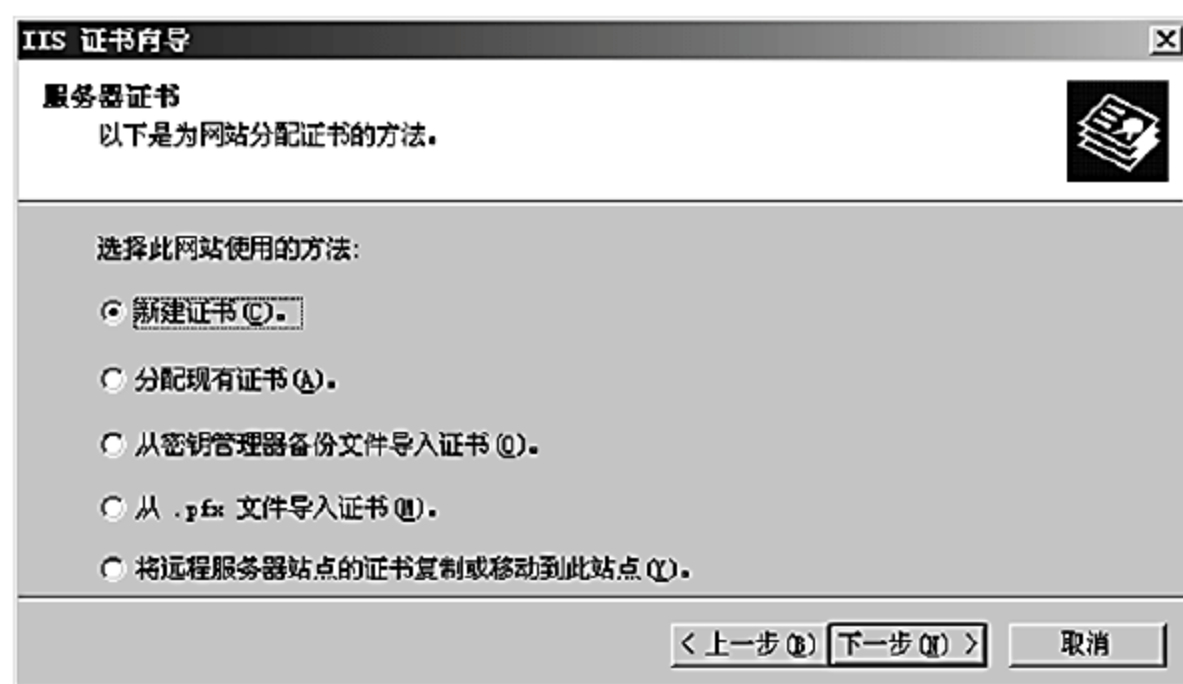 IIS 证书向导
服务器证书
以下是为网站分配证书的方法。
选择此网站使用的方法:
新建证书(C)。
分配现有证书(A)。
从密钥管理器备份文件导入证书(O)。
从 .pfx 文件导入证书(M)。
将远程服务器站点的证书复制或移动到此站点(Y)。
< 上一步(B) 下一步(N) > 取消